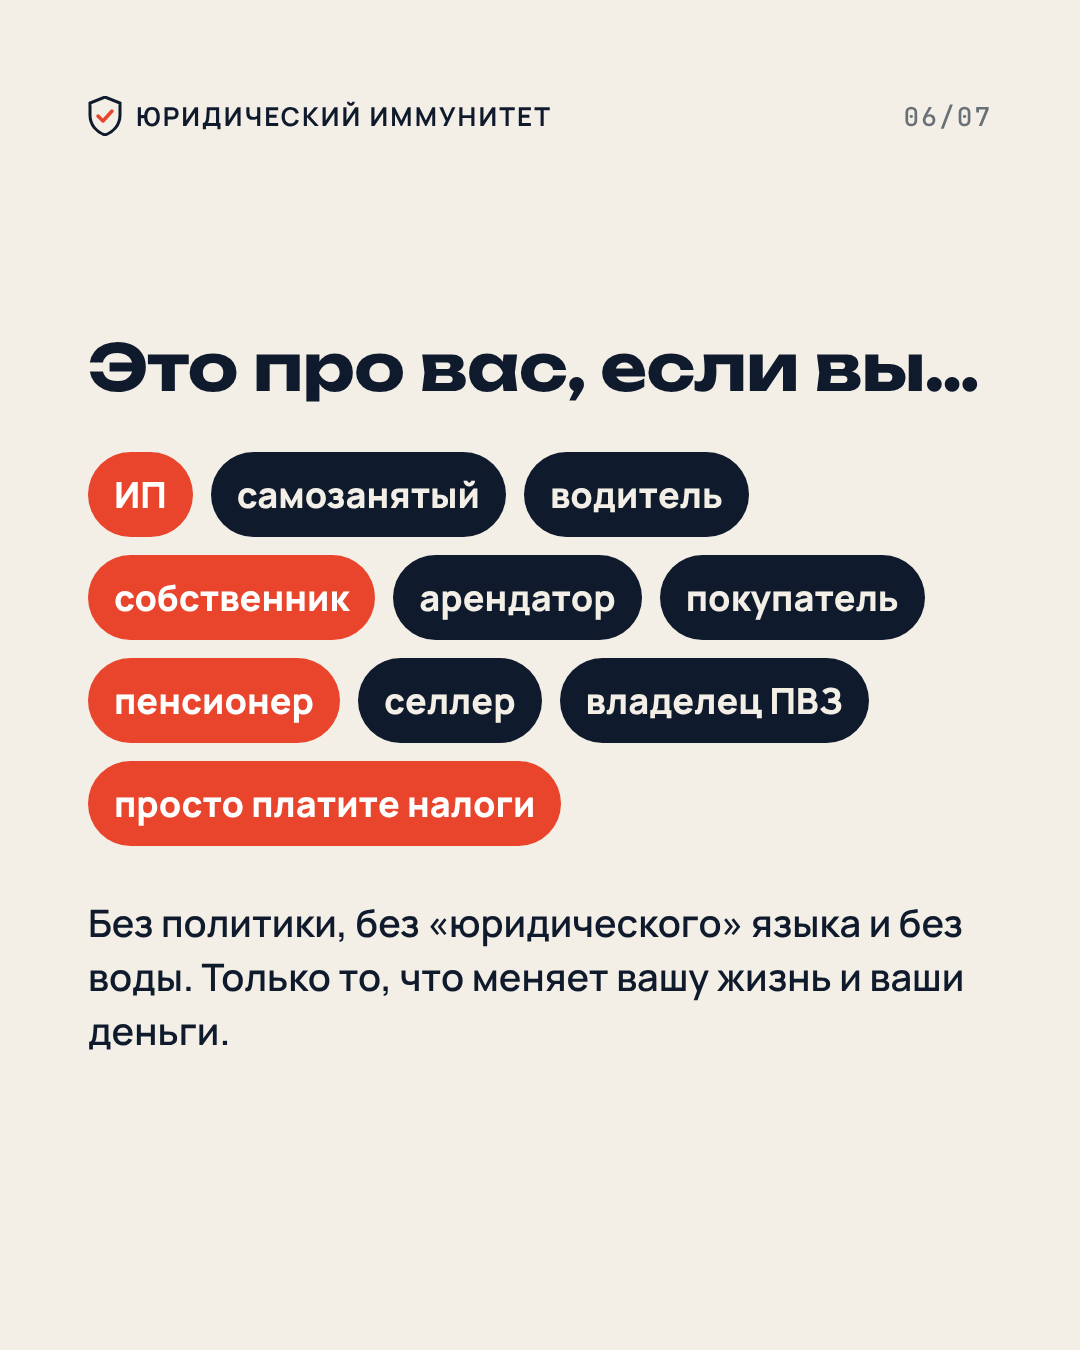 ЮРИДИЧЕСКИЙ ИММУНИТЕТ
06/07
Это про вас, если вы...
ИП самозанятый водитель
собственник арендатор покупатель
пенсионер селлер владелец ПВЗ
просто платите налоги
Без политики, без «юридического» языка и без
воды. Только то, что меняет вашу жизнь и ваши
деньги.